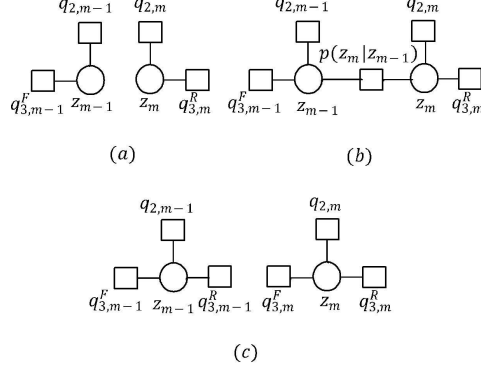 q_{2,m-1} q_{2,m} q_{2,m-1} q_{2,m}
p(z_m|z_{m-1})
q^F_{3,m-1} z_{m-1} z_m q^R_{3,m} q^F_{3,m-1} z_{m-1} z_m q^R_{3,m}
(a) (b)
q_{2,m-1} q_{2,m}
q^F_{3,m-1} z_{m-1} q^R_{3,m-1} q^F_{3,m} z_m q^R_{3,m}
(c)